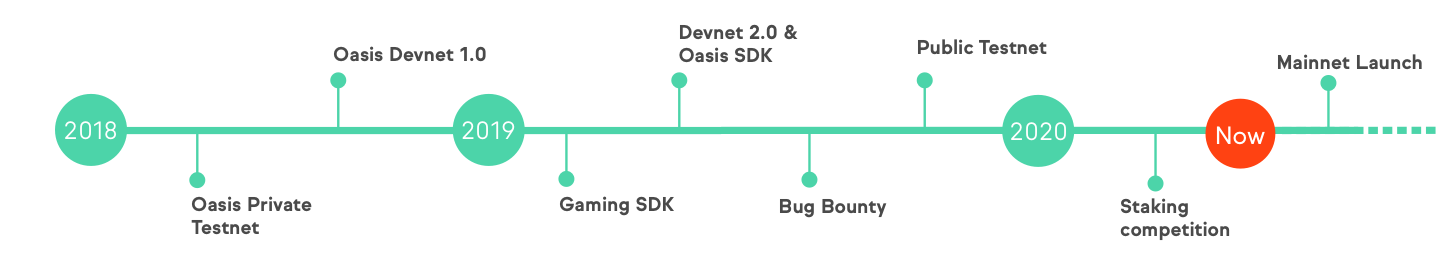 2018
Oasis Private
Testnet
Oasis Devnet 1.0
2019
Gaming SDK
Devnet 2.0 &
Oasis SDK
Bug Bounty
Public Testnet
2020
Staking
competition
Now
Mainnet Launch